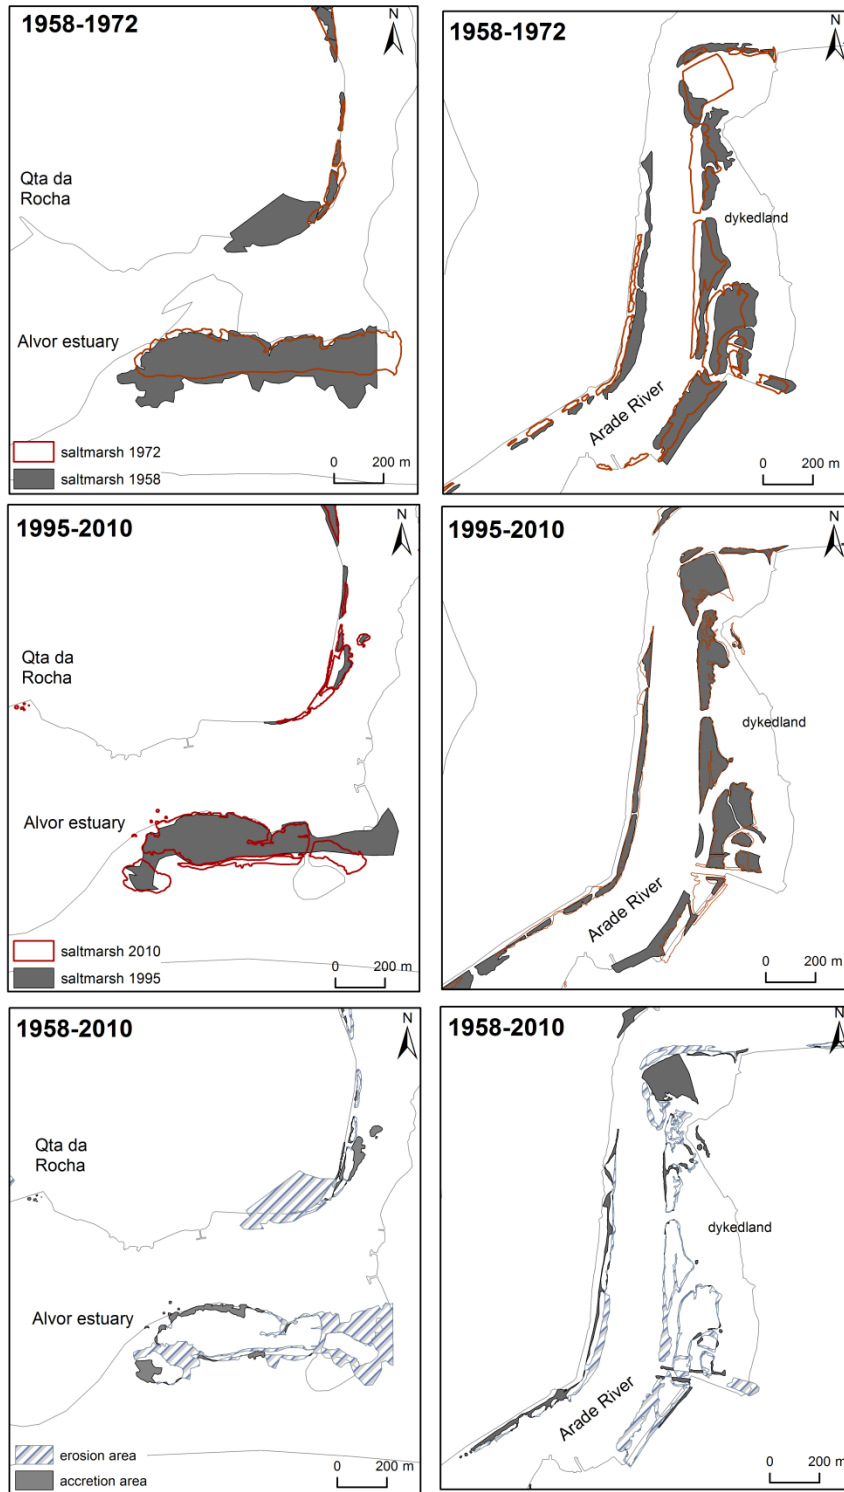 1958-1972
N
Qta da
Rocha
Alvor estuary
saltmarsh 1972
saltmarsh 1958
0 200 m
1958-1972
N
dykedland
Arade River
0 200 m
1995-2010
N
Qta da
Rocha
Alvor estuary
saltmarsh 2010
saltmarsh 1995
0 200 m
1995-2010
N
dykedland
Arade River
0 200 m
1958-2010
N
Qta da
Rocha
Alvor estuary
erosion area
accretion area
0 200 m
1958-2010
N
dykedland
Arade River
0 200 m